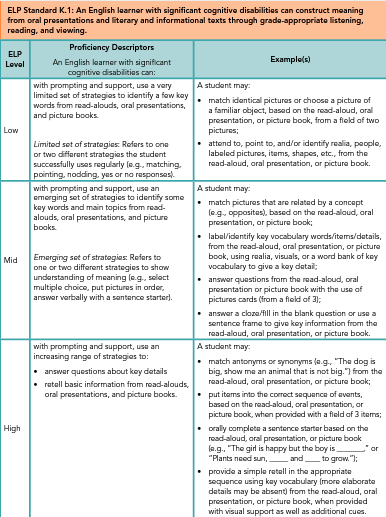 ELP Standard K.1: An English learner with significant cognitive disabilities can construct meaning
from oral presentations and literary and informational texts through grade-appropriate listening,
reading, and viewing.
ELP
Level
Proficiency Descriptors
An English learner with significant
cognitive disabilities can:
Example(s)
Low
with prompting and support, use a very
limited set of strategies to identify a few key
words from read-alouds, oral presentations,
and picture books.
Limited set of strategies: Refers to one
or two different strategies the student
successfully uses regularly (e.g., matching,
pointing, nodding, yes or no responses).
A student may:
• match identical pictures or choose a picture of
a familiar object, based on the read-aloud, oral
presentation, or picture book, from a field of two
pictures;
• attend to, point to, and/or identify realia, people,
labeled pictures, items, shapes, etc., from the
read-aloud, oral presentation, or picture book.
Mid
with prompting and support, use an
emerging set of strategies to identify some
key words and main topics from read-
alouds, oral presentations, and picture
books.
Emerging set of strategies: Refers to
one or two different strategies to show
understanding of meaning (e.g., select
multiple choice, put pictures in order,
answer verbally with a sentence starter).
A student may:
• match pictures that are related by a concept
(e.g., opposites), based on the read-aloud, oral
presentation, or picture book;
• label/identify key vocabulary words/items/details,
from the read-aloud, oral presentation, or picture
book, using realia, visuals, or a word bank of key
vocabulary to give a key detail;
• answer questions from the read-aloud, oral
presentation or picture book with the use of
pictures cards (from a field of 3);
• answer a cloze/fill in the blank question or use a
sentence frame to give key information from the
read-aloud, oral presentation, or picture book.
High
with prompting and support, use an
increasing range of strategies to:
• answer questions about key details
• retell basic information from read-alouds,
oral presentations, and picture books.
A student may:
• match antonyms or synonyms (e.g., "The dog is
big, show me an animal that is not big.") from the
read-aloud, oral presentation, or picture book;
• put items into the correct sequence of events,
based on the read-aloud, oral presentation, or
picture book, when provided with a field of 3 items;
• orally complete a sentence starter based on the
read-aloud, oral presentation, or picture book
(e.g., "The girl is happy but the boy is ______," or
"Plants need sun, ____ and ____ to grow.");
• provide a simple retell in the appropriate
sequence using key vocabulary (more elaborate
details may be absent) from the read-aloud, oral
presentation, or picture book, when provided
with visual support as well as additional cues.